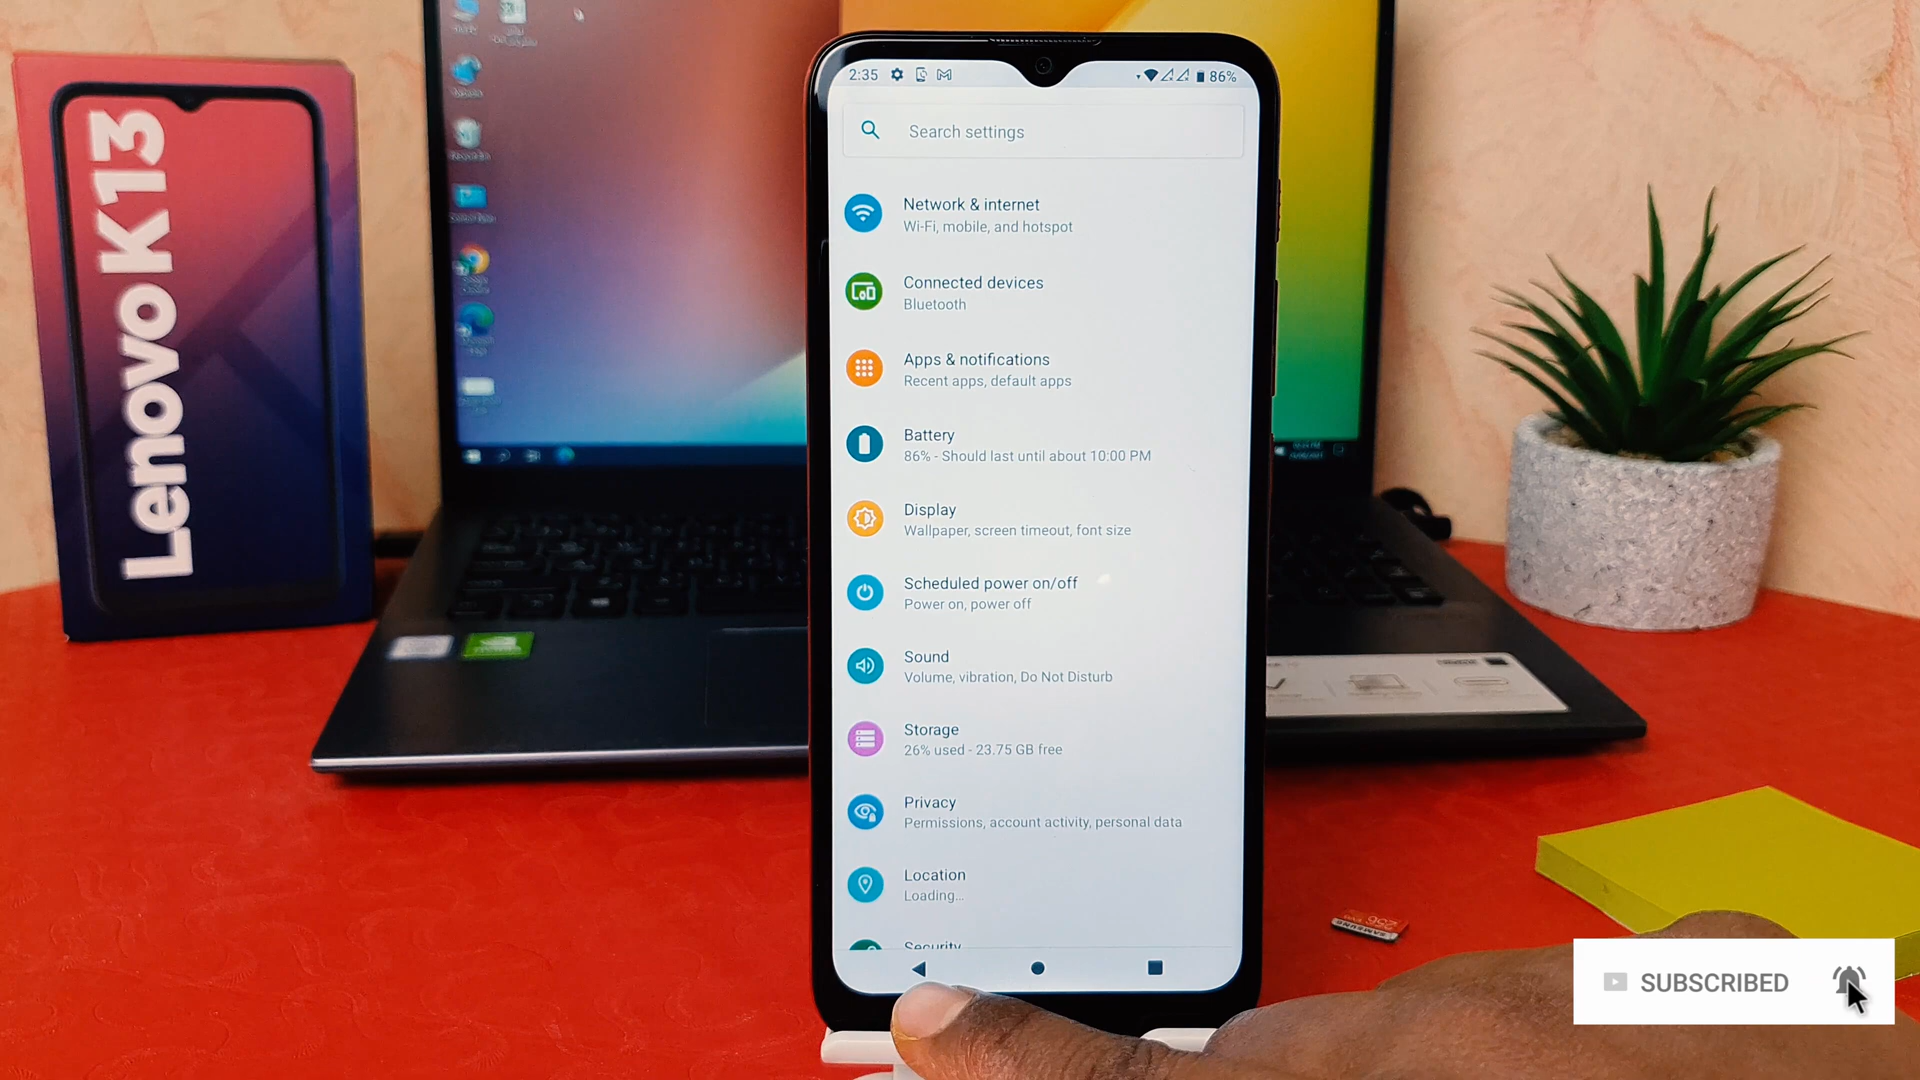 Lenovo K13
2:35
86%
Search settings
Network & internet
Wi-Fi, mobile, and hotspot
Connected devices
Bluetooth
Apps & notifications
Recent apps, default apps
Battery
86% - Should last until about 10:00 PM
Display
Wallpaper, screen timeout, font size
Scheduled power on/off
Power on, power off
Sound
Volume, vibration, Do Not Disturb
Storage
26% used - 23.75 GB free
Privacy
Permissions, account activity, personal data
Location
Loading...
Security
SAMSUNG
256
SUBSCRIBED